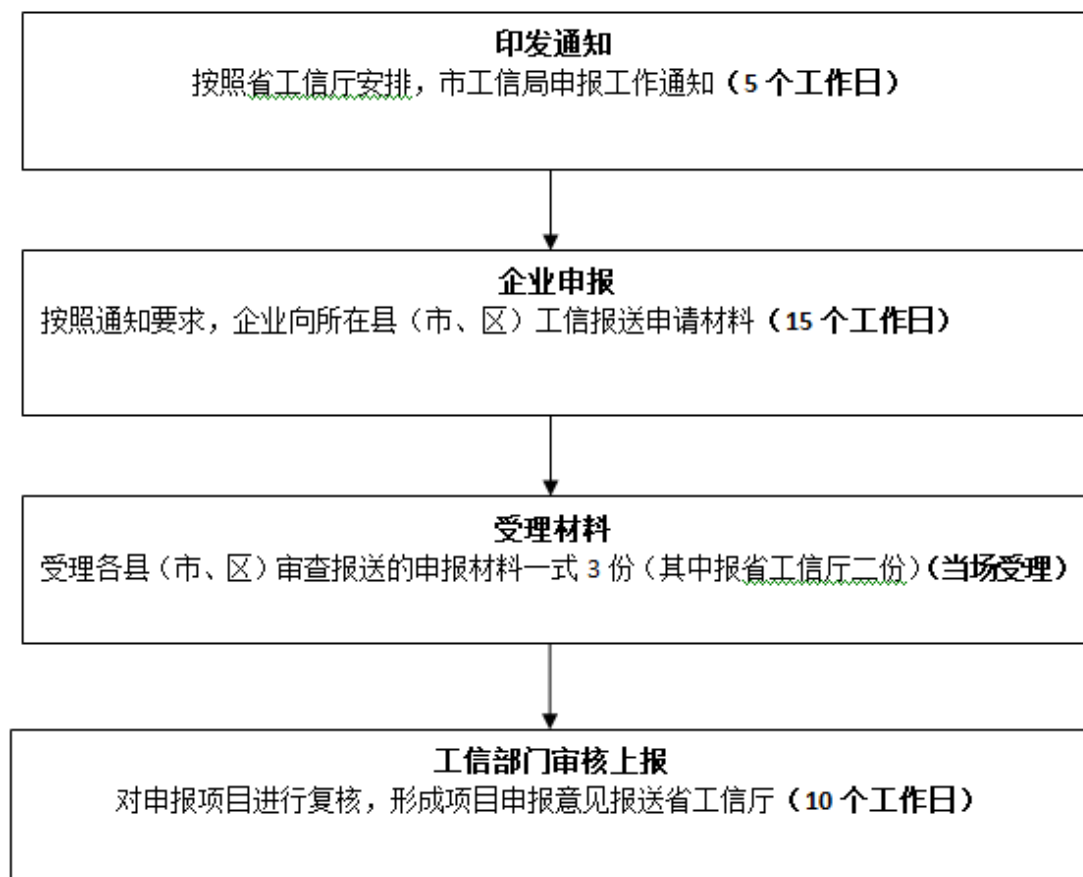 印发通知
按照省工信厅安排，市工信局申报工作通知（5 个工作日）
企业申报
按照通知要求，企业向所在县（市、区）工信报送申请材料（15 个工作日）
受理材料
受理各县（市、区）审查报送的申报材料一式 3 份（其中报省工信厅二份）（当场受理）
工信部门审核上报
对申报项目进行复核，形成项目申报意见报送省工信厅（10 个工作日）